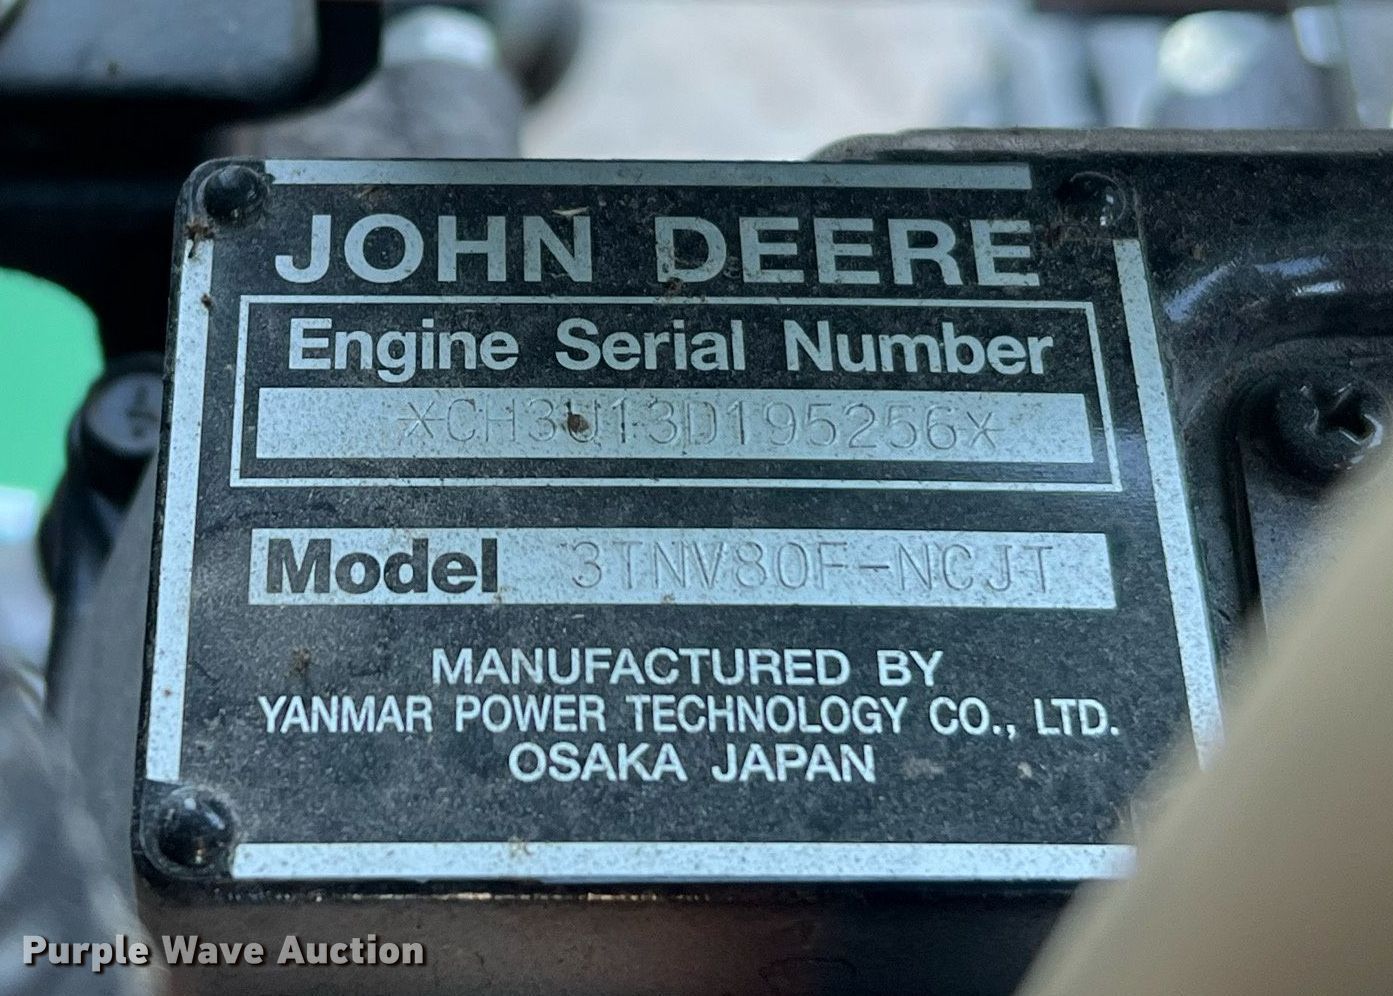 JOHN DEERE
Engine Serial Number
*CH3U13D195256*
Model 3TNV80F-NCJT
MANUFACTURED BY
YANMAR POWER TECHNOLOGY CO., LTD.
OSAKA JAPAN
Purple Wave Auction